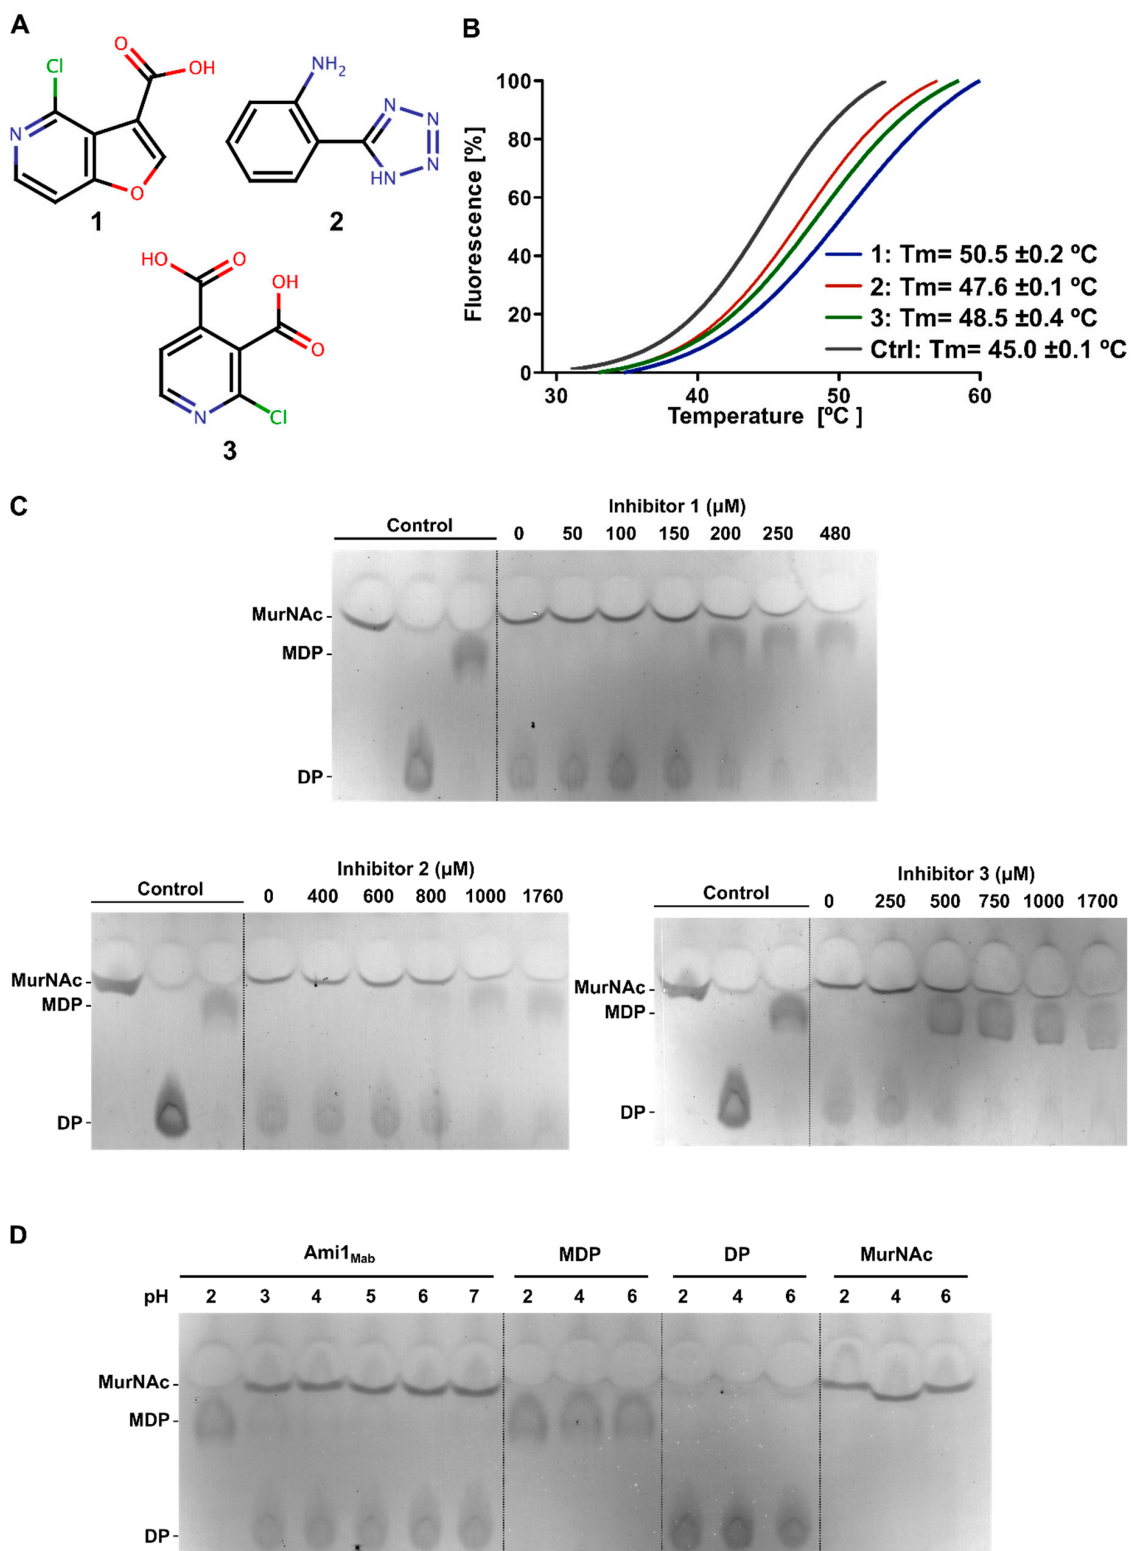 A
B
Cl
O
OH
N
O
1
NH₂
N
N
N
HN
2
HO
O
OH
O
N
Cl
3
Fluorescence [%]
100
80
60
40
20
0
30
40
50
60
Temperature [ºC ]
1: Tm= 50.5 ±0.2 ºC
2: Tm= 47.6 ±0.1 ºC
3: Tm= 48.5 ±0.4 ºC
Ctrl: Tm= 45.0 ±0.1 ºC
C
Inhibitor 1 (µM)
Control 0 50 100 150 200 250 480
MurNAc
MDP
DP
Inhibitor 2 (µM)
Control 0 400 600 800 1000 1760
MurNAc
MDP
DP
Inhibitor 3 (µM)
Control 0 250 500 750 1000 1700
MurNAc
MDP
DP
D
Ami1Mab MDP DP MurNAc
pH 2 3 4 5 6 7 2 4 6 2 4 6 2 4 6
MurNAc
MDP
DP